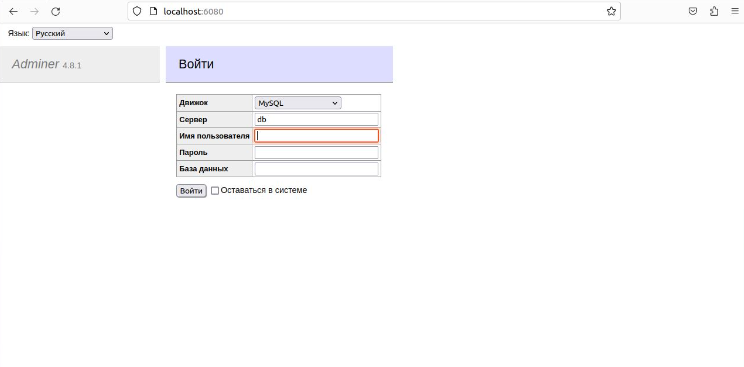 localhost:6080
Язык: Русский
Adminer 4.8.1
Войти
Движок MySQL
Сервер db
Имя пользователя
Пароль
База данных
Войти Оставаться в системе